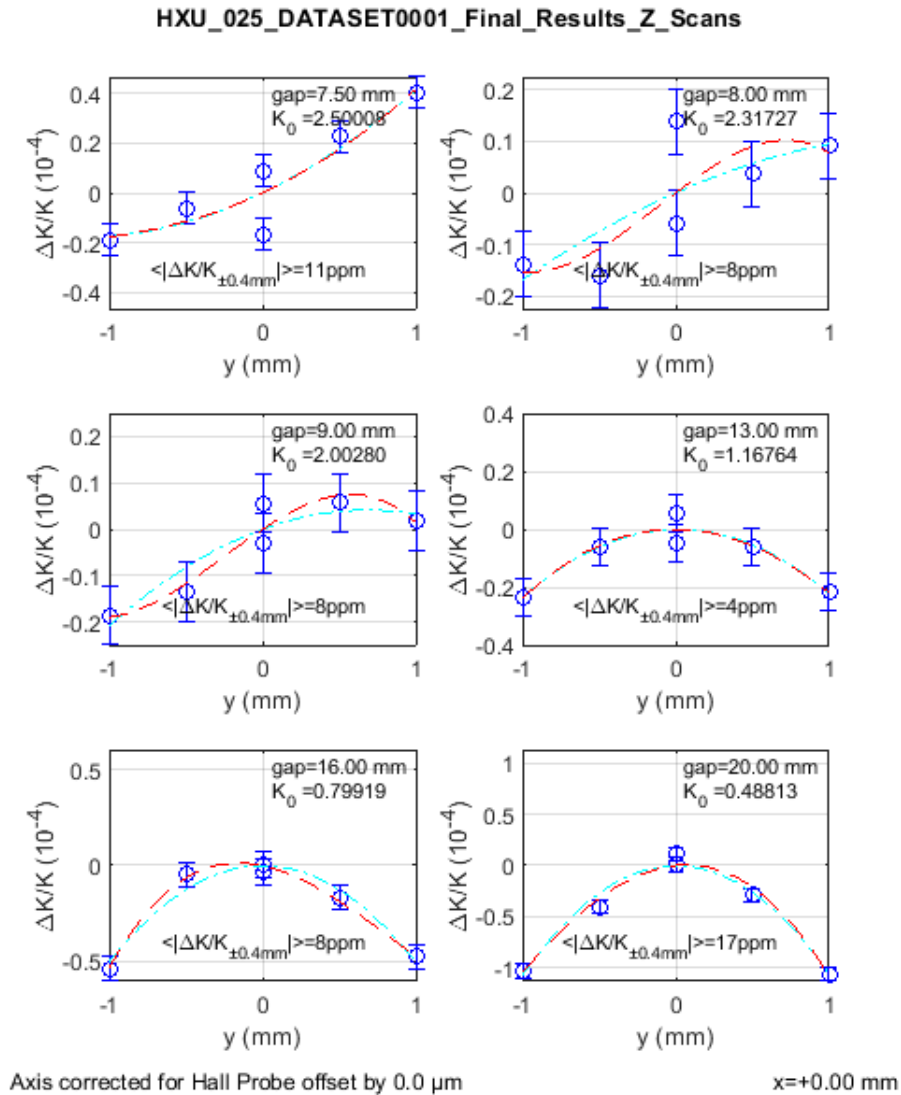 HXU_025_DATASET0001_Final_Results_Z_Scans
gap=7.50 mm
K0 =2.50008
<|ΔK/K±0.4mm|>=11ppm
ΔK/K (10-4)
0.4
0.2
0
-0.2
-0.4
-1 0 1
y (mm)
gap=8.00 mm
K0 =2.31727
<|ΔK/K±0.4mm|>=8ppm
ΔK/K (10-4)
0.2
0.1
0
-0.1
-0.2
-1 0 1
y (mm)
gap=9.00 mm
K0 =2.00280
<|ΔK/K±0.4mm|>=8ppm
ΔK/K (10-4)
0.2
0.1
0
-0.1
-0.2
-1 0 1
y (mm)
gap=13.00 mm
K0 =1.16764
<|ΔK/K±0.4mm|>=4ppm
ΔK/K (10-4)
0.4
0.2
0
-0.2
-0.4
-1 0 1
y (mm)
gap=16.00 mm
K0 =0.79919
<|ΔK/K±0.4mm|>=8ppm
ΔK/K (10-4)
0.5
0
-0.5
-1 0 1
y (mm)
gap=20.00 mm
K0 =0.48813
<|ΔK/K±0.4mm|>=17ppm
ΔK/K (10-4)
1
0.5
0
-0.5
-1
-1 0 1
y (mm)
Axis corrected for Hall Probe offset by 0.0 μm
x=+0.00 mm